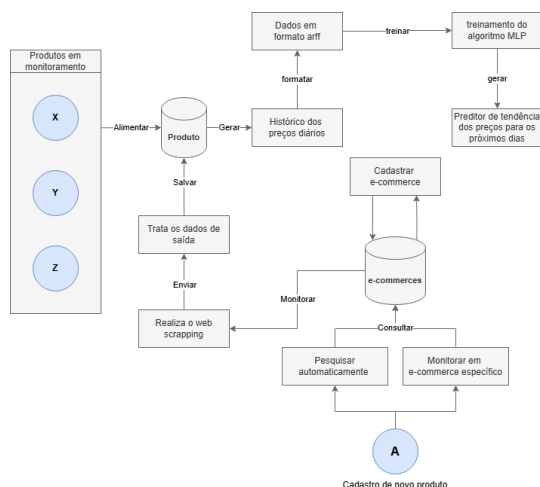 Dados em
formato arff
treinar
treinamento do
algoritmo MLP
Produtos em
monitoramento
formatar
gerar
X
Alimentar
Produto
Gerar
Histórico dos
preços diários
Preditor de tendência
dos preços para os
próximos dias
Cadastrar
e-commerce
Salvar
Y
Trata os dados de
saída
Z
e-commerces
Enviar
Monitorar
Realiza o web
scrapping
Consultar
Pesquisar
automaticamente
Monitorar em
e-commerce específico
A
Cadastro de novo produto